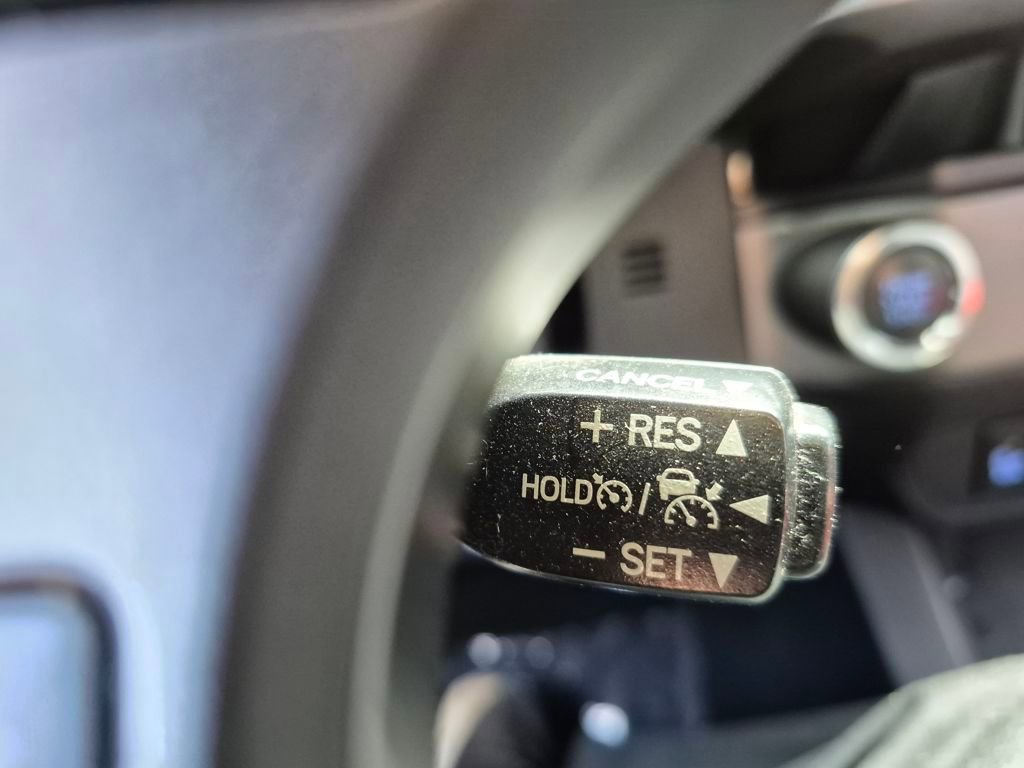 CANCEL
+ RES
HOLD /
− SET